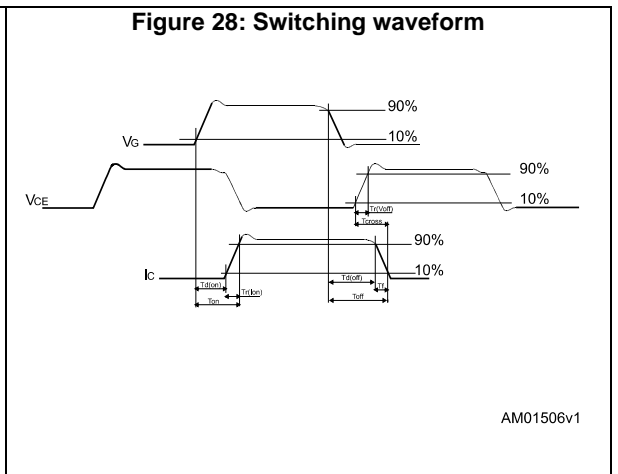 Figure 28: Switching waveform
90%
10%
VG
90%
10%
VCE
Tr(Voff)
Tcross
90%
10%
IC
Td(on)
Tr(Ion)
Ton
Td(off)
Tf
Toff
AM01506v1